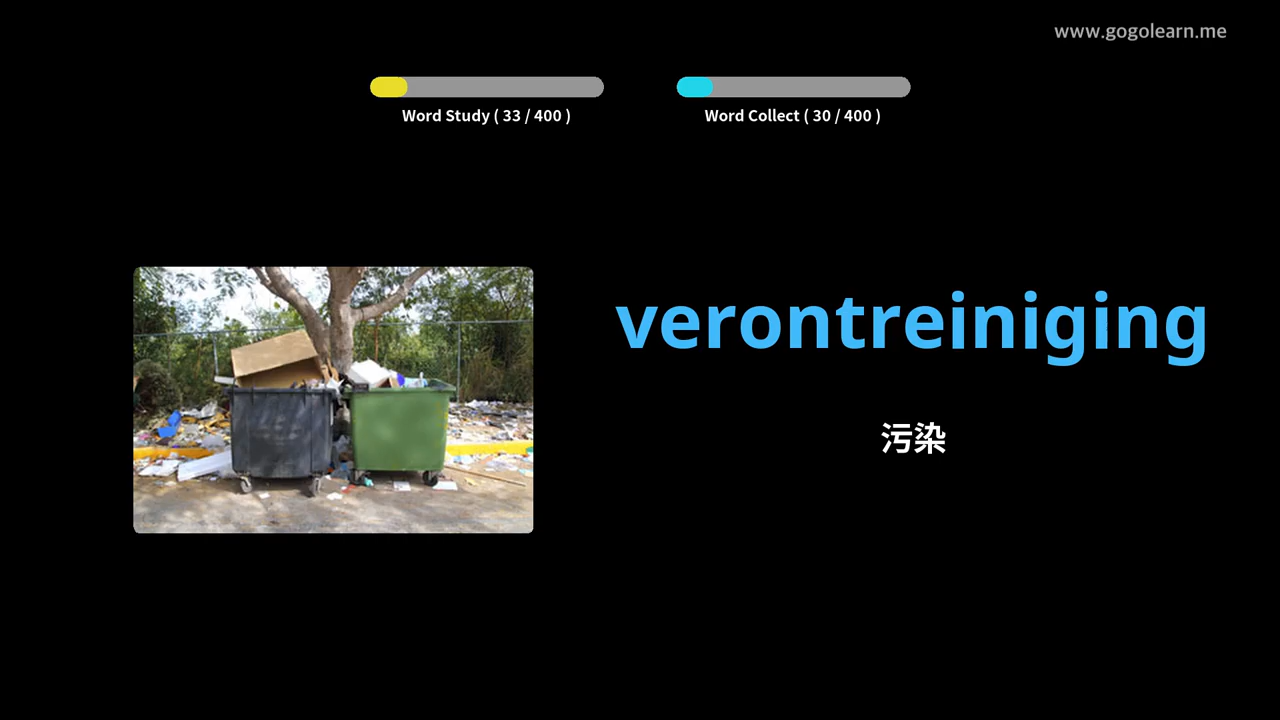 www.gogolearn.me
Word Study ( 33 / 400 )
Word Collect ( 30 / 400 )
verontreiniging
污染